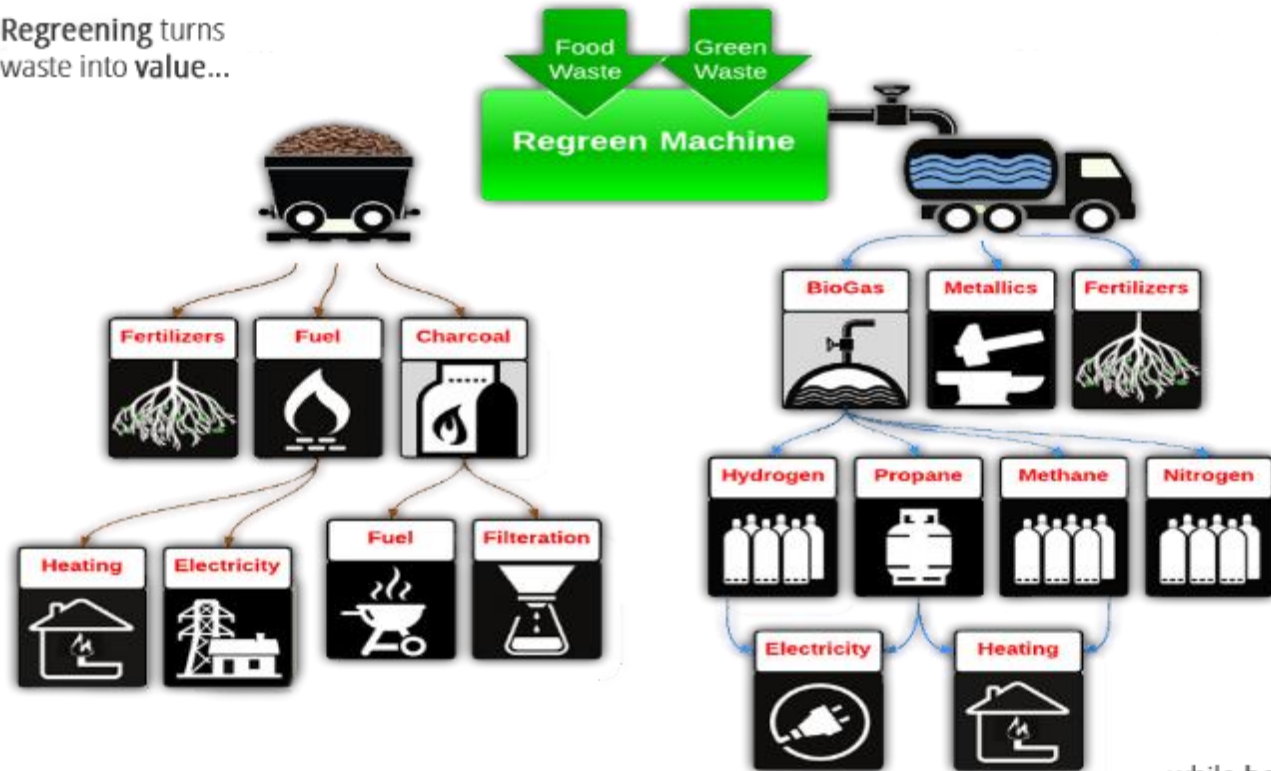 Regreening turns
waste into value...
Food
Waste
Green
Waste
Regreen Machine
Fertilizers
Fuel
Charcoal
Heating
Electricity
Fuel
Filteration
BioGas
Metallics
Fertilizers
Hydrogen
Propane
Methane
Nitrogen
Electricity
Heating